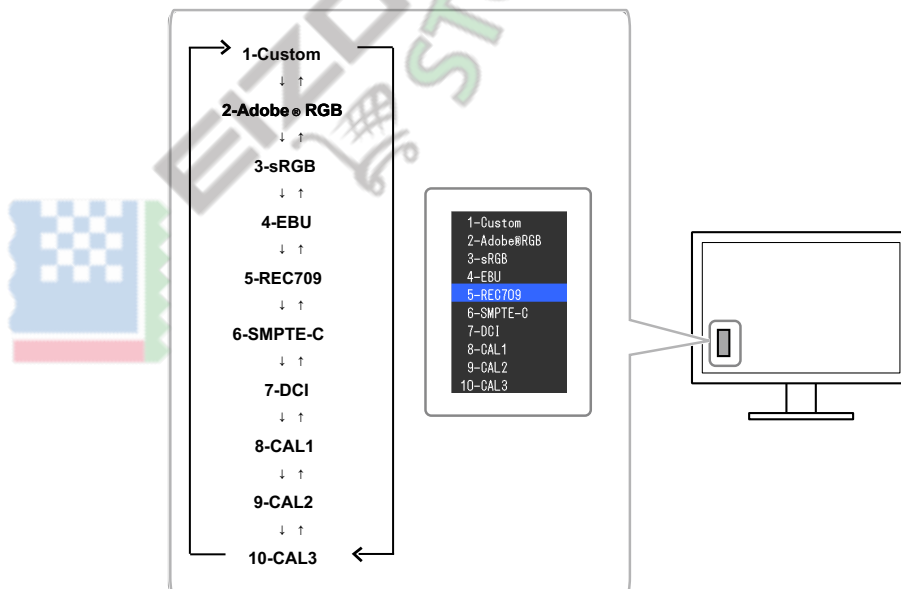 1-Custom
↓ ↑
2-Adobe® RGB
↓ ↑
3-sRGB
↓ ↑
4-EBU
↓ ↑
5-REC709
↓ ↑
6-SMPTE-C
↓ ↑
7-DCI
↓ ↑
8-CAL1
↓ ↑
9-CAL2
↓ ↑
10-CAL3
1-Custom
2-Adobe®RGB
3-sRGB
4-EBU
5-REC709
6-SMPTE-C
7-DCI
8-CAL1
9-CAL2
10-CAL3